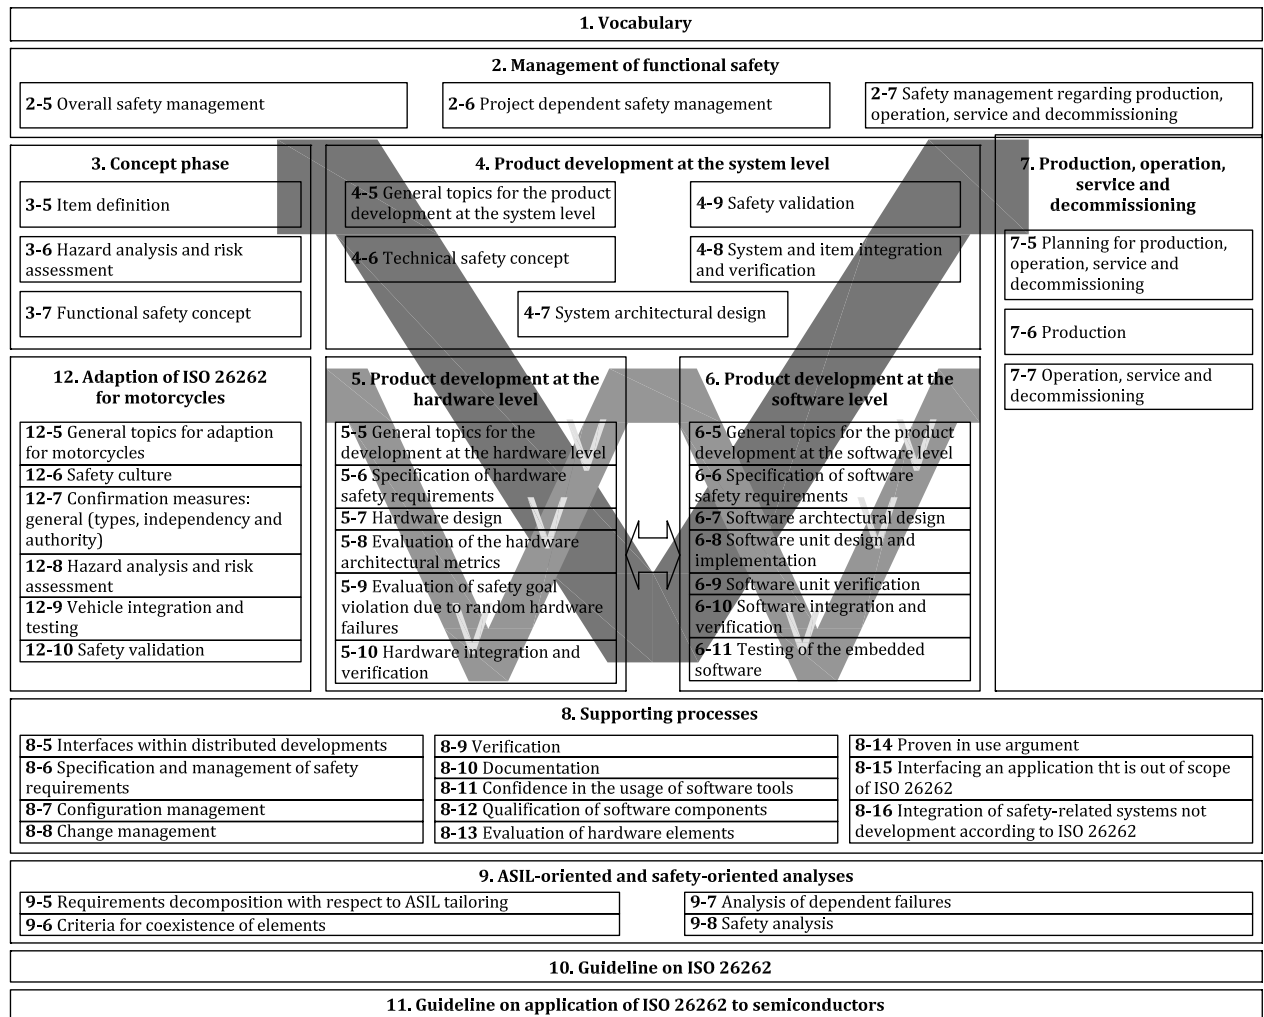 1. Vocabulary
2. Management of functional safety
2-5 Overall safety management
2-6 Project dependent safety management
2-7 Safety management regarding production,
operation, service and decommissioning
3. Concept phase
3-5 Item definition
3-6 Hazard analysis and risk
assessment
3-7 Functional safety concept
4. Product development at the system level
4-5 General topics for the product
development at the system level
4-6 Technical safety concept
4-9 Safety validation
4-8 System and item integration
and verification
4-7 System architectural design
7. Production, operation,
service and
decommissioning
7-5 Planning for production,
operation, service and
decommissioning
7-6 Production
7-7 Operation, service and
decommissioning
12. Adaption of ISO 26262
for motorcycles
12-5 General topics for adaption
for motorcycles
12-6 Safety culture
12-7 Confirmation measures:
general (types, independency and
authority)
12-8 Hazard analysis and risk
assessment
12-9 Vehicle integration and
testing
12-10 Safety validation
5. Product development at the
hardware level
5-5 General topics for the
development at the hardware level
5-6 Specification of hardware
safety requirements
5-7 Hardware design
5-8 Evaluation of the hardware
architectural metrics
5-9 Evaluation of safety goal
violation due to random hardware
failures
5-10 Hardware integration and
verification
V
V
V
6. Product development at the
software level
6-5 General topics for the product
development at the software level
6-6 Specification of software
safety requirements
6-7 Software archtectural design
6-8 Software unit design and
implementation
6-9 Software unit verification
6-10 Software integration and
verification
6-11 Testing of the embedded
software
V
V
V
8. Supporting processes
8-5 Interfaces within distributed developments
8-6 Specification and management of safety
requirements
8-7 Configuration management
8-8 Change management
8-9 Verification
8-10 Documentation
8-11 Confidence in the usage of software tools
8-12 Qualification of software components
8-13 Evaluation of hardware elements
8-14 Proven in use argument
8-15 Interfacing an application tht is out of scope
of ISO 26262
8-16 Integration of safety-related systems not
development according to ISO 26262
9. ASIL-oriented and safety-oriented analyses
9-5 Requirements decomposition with respect to ASIL tailoring
9-6 Criteria for coexistence of elements
9-7 Analysis of dependent failures
9-8 Safety analysis
10. Guideline on ISO 26262
11. Guideline on application of ISO 26262 to semiconductors